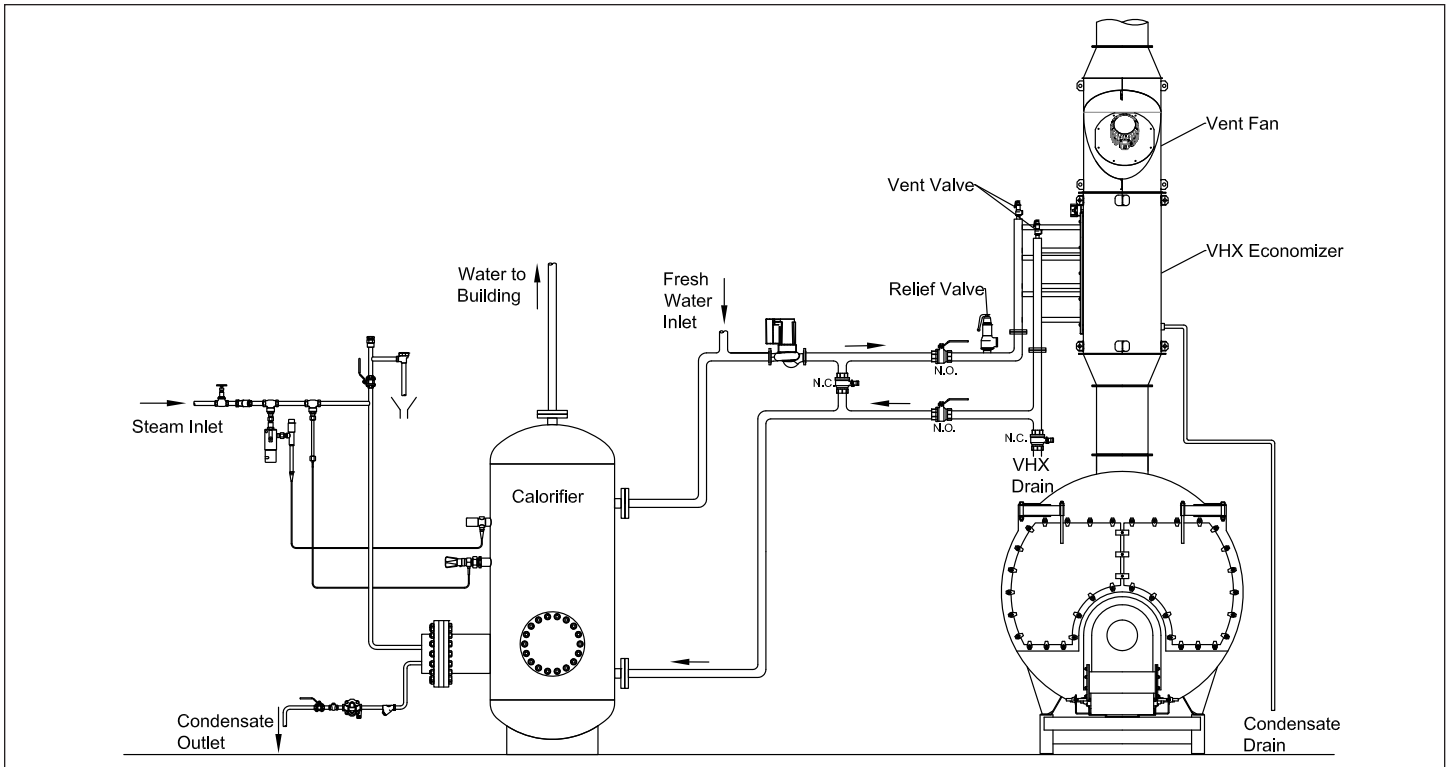 Vent Fan
Vent Valve
VHX Economizer
Water to
Building
Fresh
Water
Inlet
Relief Valve
N.O.
N.C.
Steam Inlet
N.O.
N.C.
VHX
Drain
Calorifier
Condensate
Outlet
Condensate
Drain